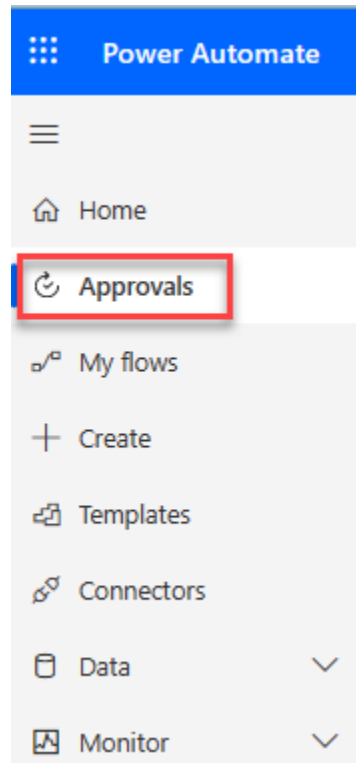 Power Automate
Home
Approvals
My flows
Create
Templates
Connectors
Data
Monitor